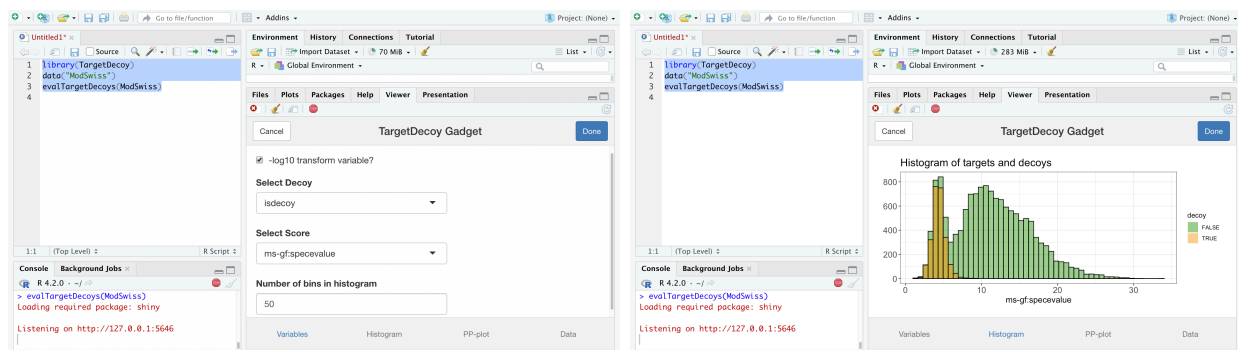 Go to file/function
Addins
Project: (None)
Untitled1* ×
Source
1 library(TargetDecoy)
2 data("ModSwiss")
3 evalTargetDecoys(ModSwiss)
4
1:1 (Top Level) R Script
Console Background Jobs ×
R 4.2.0 · ~/
> evalTargetDecoys(ModSwiss)
Loading required package: shiny
Listening on http://127.0.0.1:5646
Environment History Connections Tutorial
Import Dataset 70 MiB List
R Global Environment
Files Plots Packages Help Viewer Presentation
Cancel TargetDecoy Gadget Done
-log10 transform variable?
Select Decoy
isdecoy
Select Score
ms-gf:specevalue
Number of bins in histogram
50
Variables Histogram PP-plot Data
Go to file/function
Addins
Project: (None)
Untitled1* ×
Source
1 library(TargetDecoy)
2 data("ModSwiss")
3 evalTargetDecoys(ModSwiss)
4
1:1 (Top Level) R Script
Console Background Jobs ×
R 4.2.0 · ~/
> evalTargetDecoys(ModSwiss)
Loading required package: shiny
Listening on http://127.0.0.1:5646
Environment History Connections Tutorial
Import Dataset 283 MiB List
R Global Environment
Files Plots Packages Help Viewer Presentation
Cancel TargetDecoy Gadget Done
Histogram of targets and decoys
800
600
400
200
0
0 10 20 30
ms-gf:specevalue
decoy
FALSE
TRUE
Variables Histogram PP-plot Data